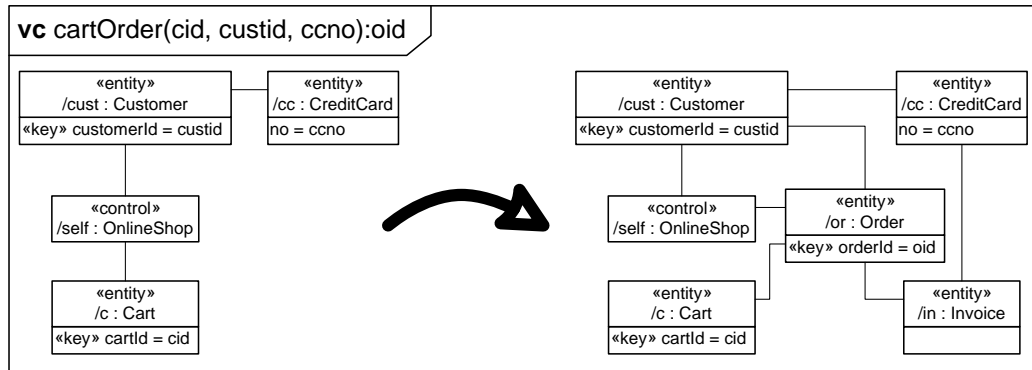 vc cartOrder(cid, custid, ccno):oid
«entity»
/cust : Customer
«key» customerId = custid
«entity»
/cc : CreditCard
no = ccno
«control»
/self : OnlineShop
«entity»
/c : Cart
«key» cartId = cid
«entity»
/cust : Customer
«key» customerId = custid
«entity»
/cc : CreditCard
no = ccno
«control»
/self : OnlineShop
«entity»
/or : Order
«key» orderId = oid
«entity»
/c : Cart
«key» cartId = cid
«entity»
/in : Invoice